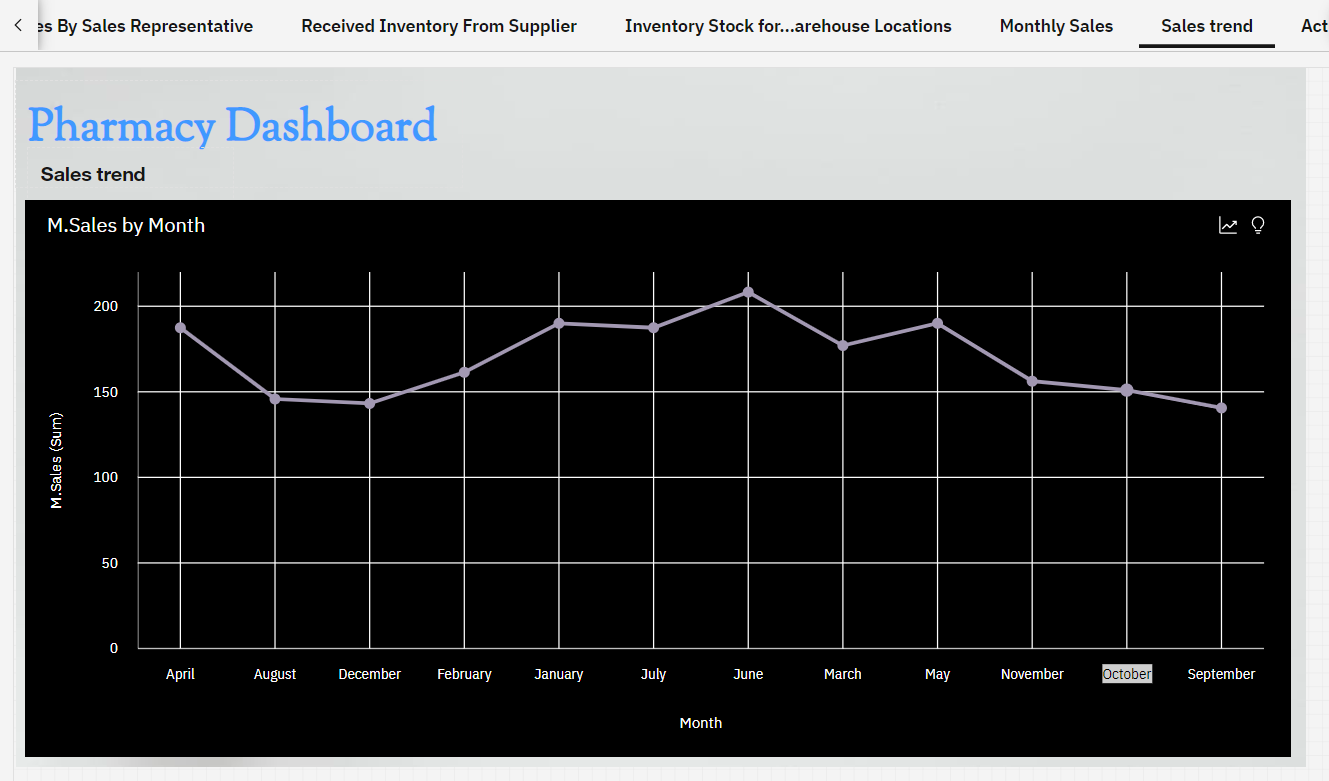 es By Sales Representative Received Inventory From Supplier Inventory Stock for...arehouse Locations Monthly Sales Sales trend Act
Pharmacy Dashboard
Sales trend
M.Sales by Month
200
150
100
50
0
M.Sales (Sum)
April August December February January July June March May November October September
Month